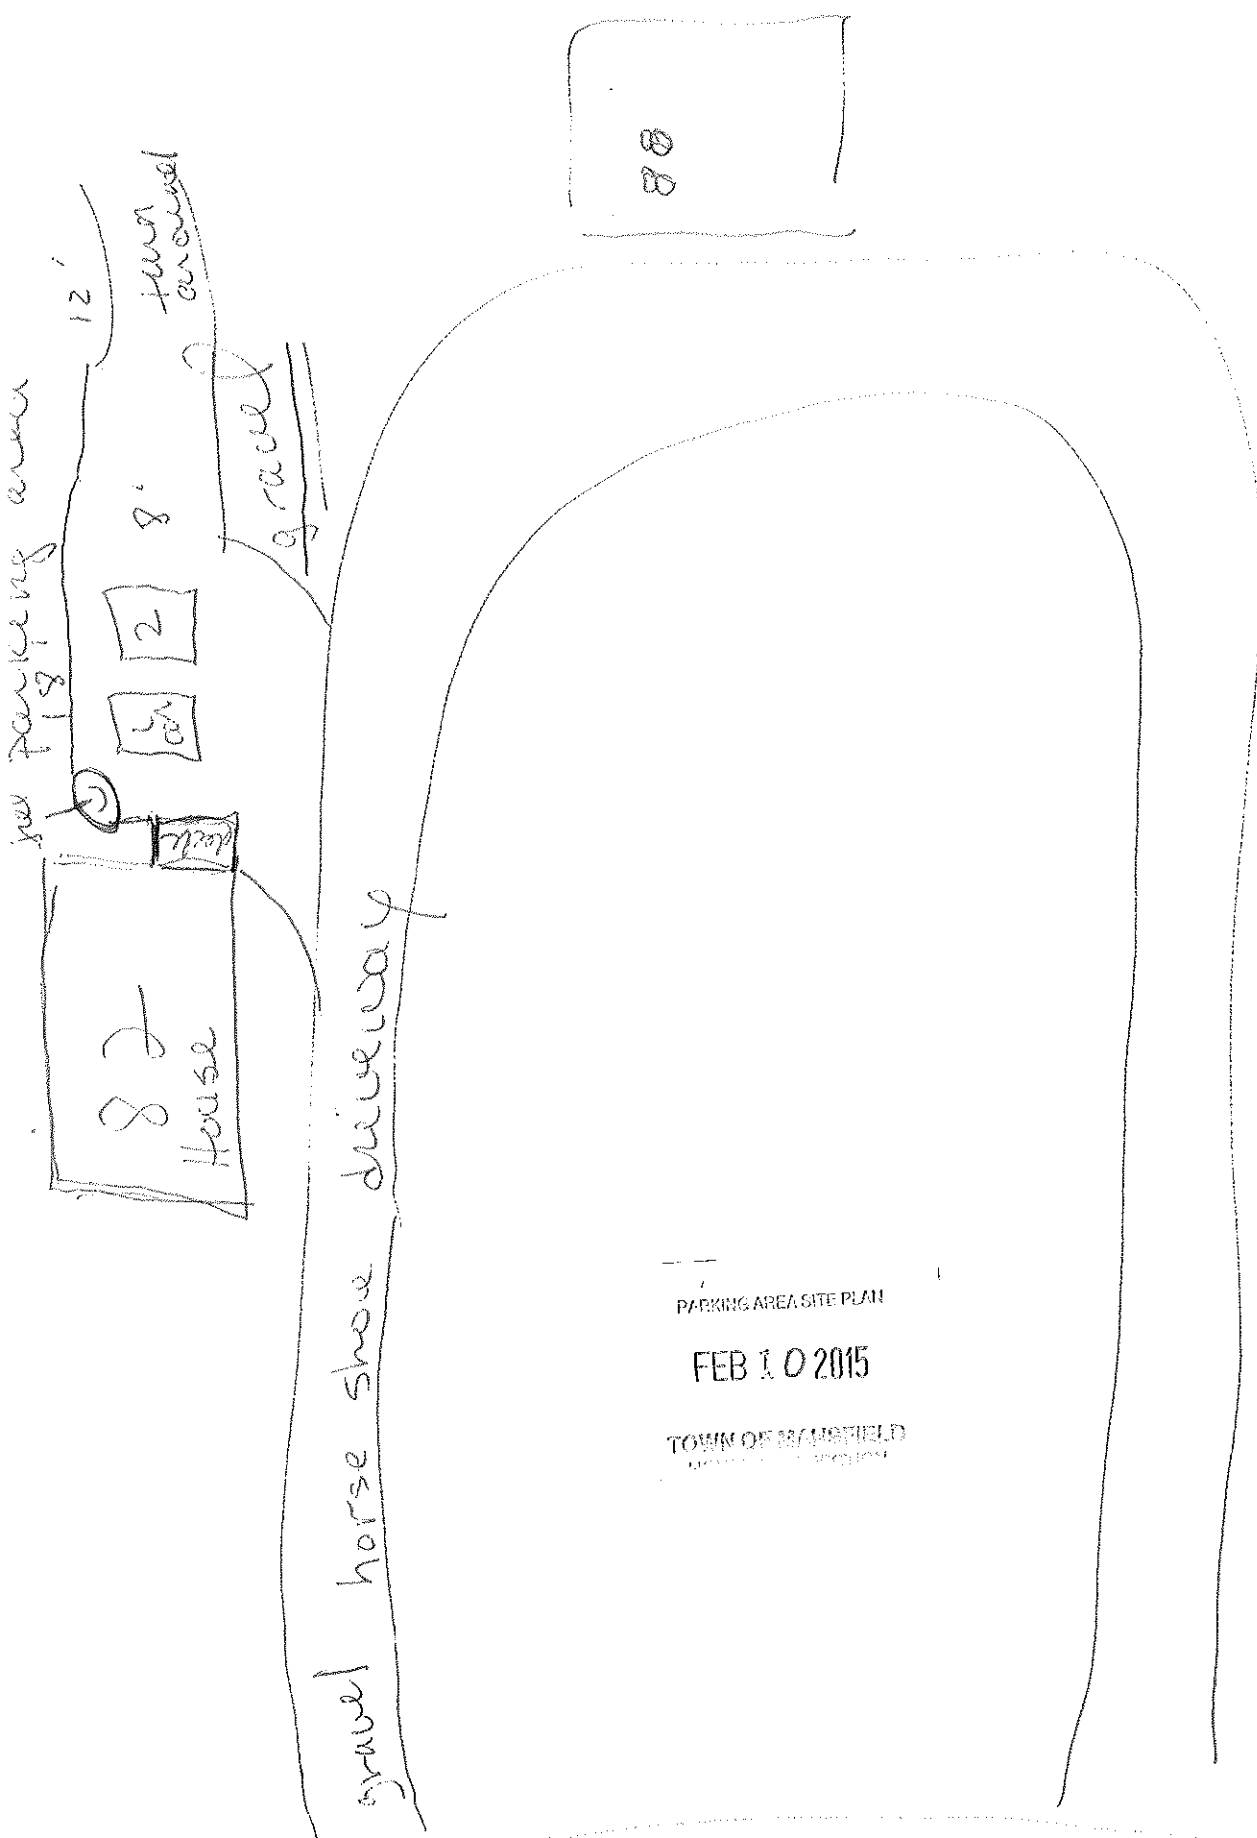 parking area
18'
12'
turn
around
8'
2
car
deck
gravel
88
82
House
gravel horse shoe driveway
PARKING AREA SITE PLAN
FEB 10 2015
TOWN OF MANSFIELD